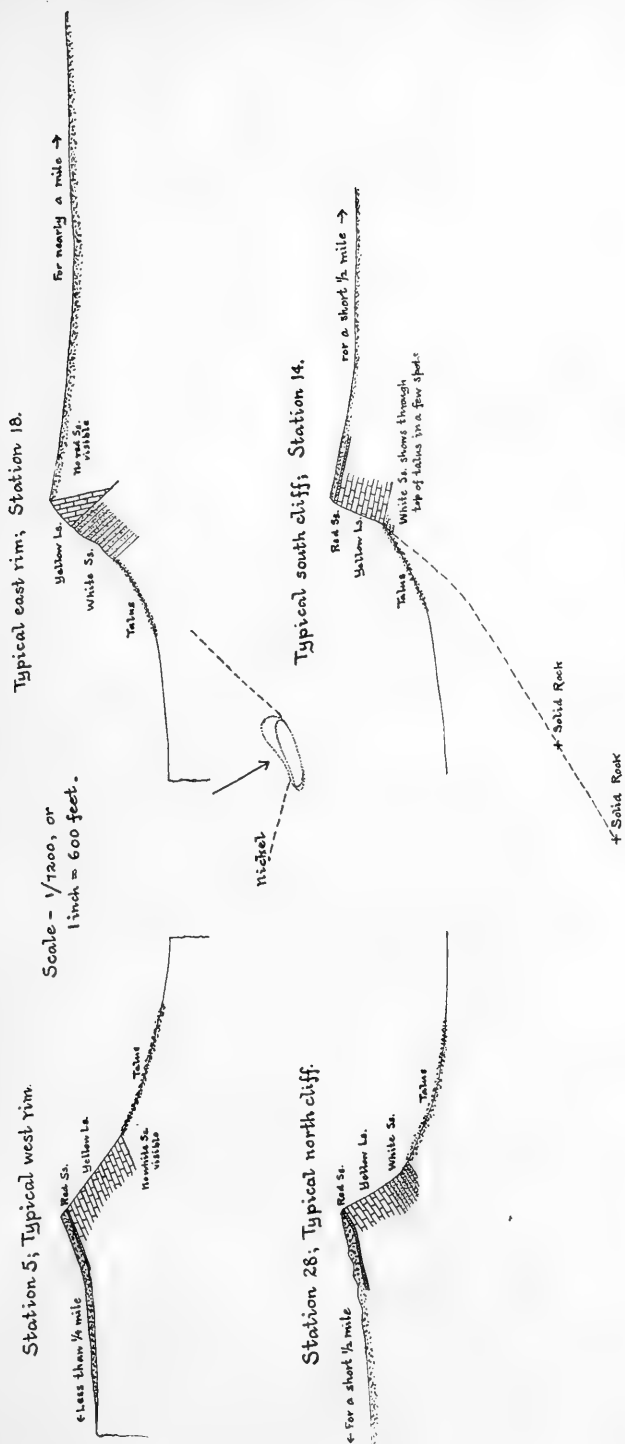 Station 5; Typical west rim.
← Less than 1/4 mile
Red Ss.
Yellow Ls.
No white Ss.
visible
Talus
Scale - 1/7200, or
1 inch = 600 feet.
Typical east rim; Station 18.
Yellow Ls.
White Ss.
Talus
No red Ss.
visible
For nearly a mile →
Nickel
Station 28; Typical north cliff.
← For a short 1/2 mile
Red Ss.
Yellow Ls.
White Ss.
Talus
Typical south cliff; Station 14.
Red Ss.
Yellow Ls.
Talus
For a short 1/2 mile →
White Ss. shows through
top of talus in a few spots
+ Solid Rock
+ Solid Rock